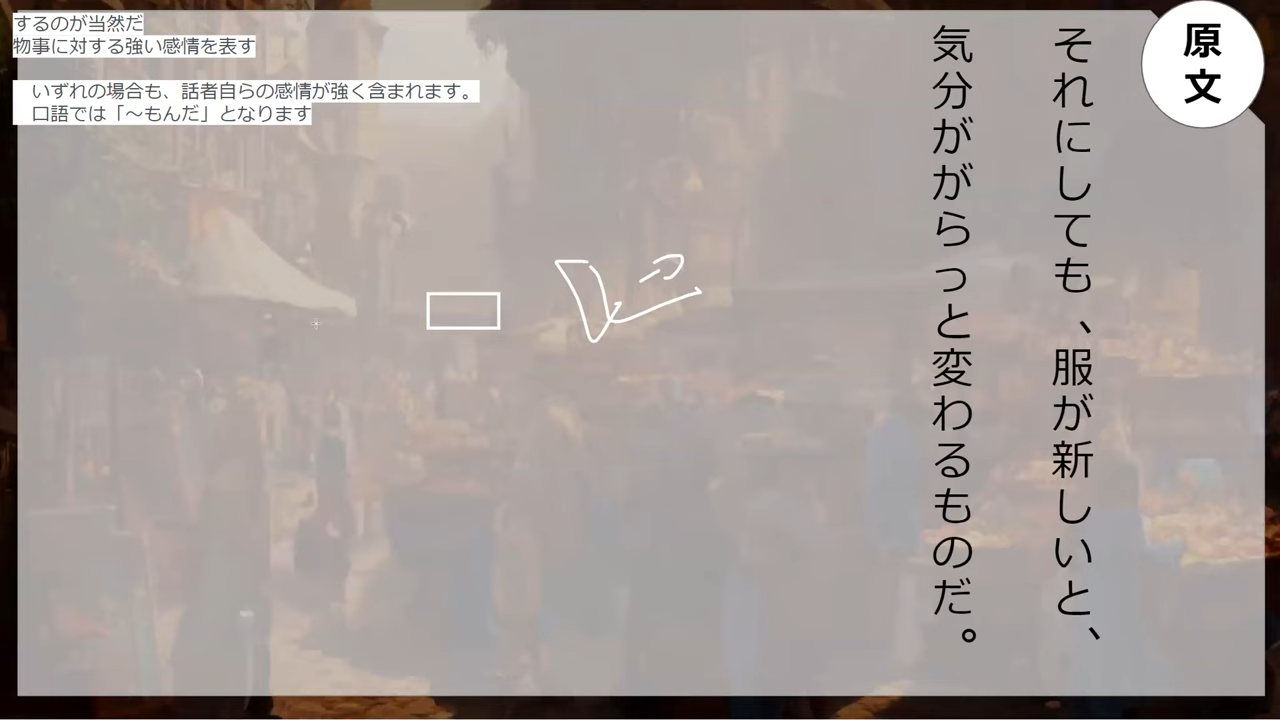 するのが当然だ
物事に対する強い感情を表す
いずれの場合も、話者自らの感情が強く含まれます。
口語では「～もんだ」となります
原文
それにしても、服が新しいと、
気分ががらっと変わるものだ。